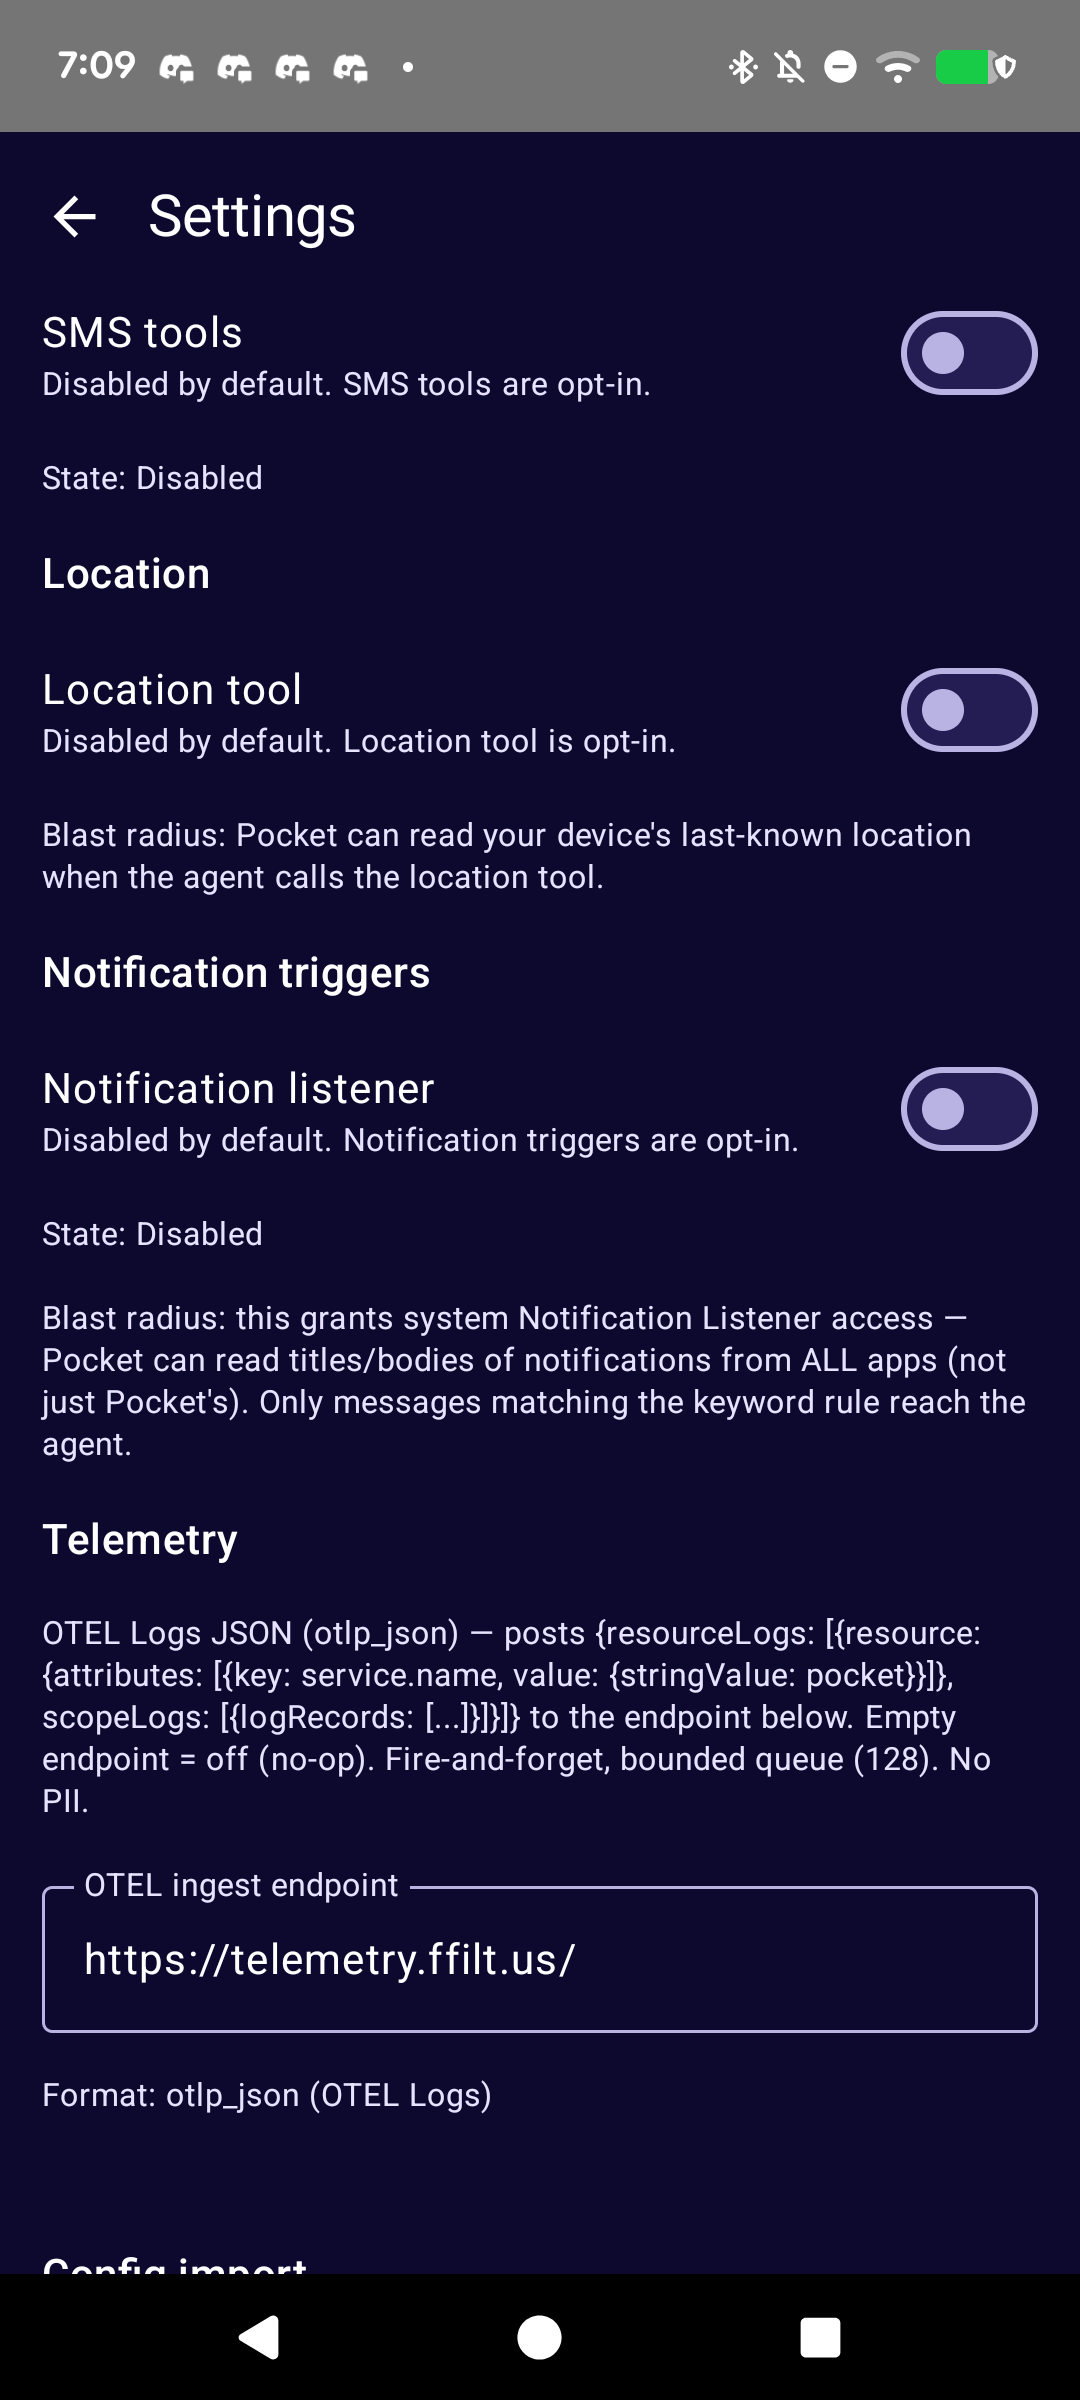 7:09
Settings
SMS tools
Disabled by default. SMS tools are opt-in.
State: Disabled
Location
Location tool
Disabled by default. Location tool is opt-in.
Blast radius: Pocket can read your device's last-known location
when the agent calls the location tool.
Notification triggers
Notification listener
Disabled by default. Notification triggers are opt-in.
State: Disabled
Blast radius: this grants system Notification Listener access —
Pocket can read titles/bodies of notifications from ALL apps (not
just Pocket's). Only messages matching the keyword rule reach the
agent.
Telemetry
OTEL Logs JSON (otlp_json) — posts {resourceLogs: [{resource:
{attributes: [{key: service.name, value: {stringValue: pocket}}]},
scopeLogs: [{logRecords: [...]}]}]} to the endpoint below. Empty
endpoint = off (no-op). Fire-and-forget, bounded queue (128). No
PII.
OTEL ingest endpoint
https://telemetry.ffilt.us/
Format: otlp_json (OTEL Logs)
Config import